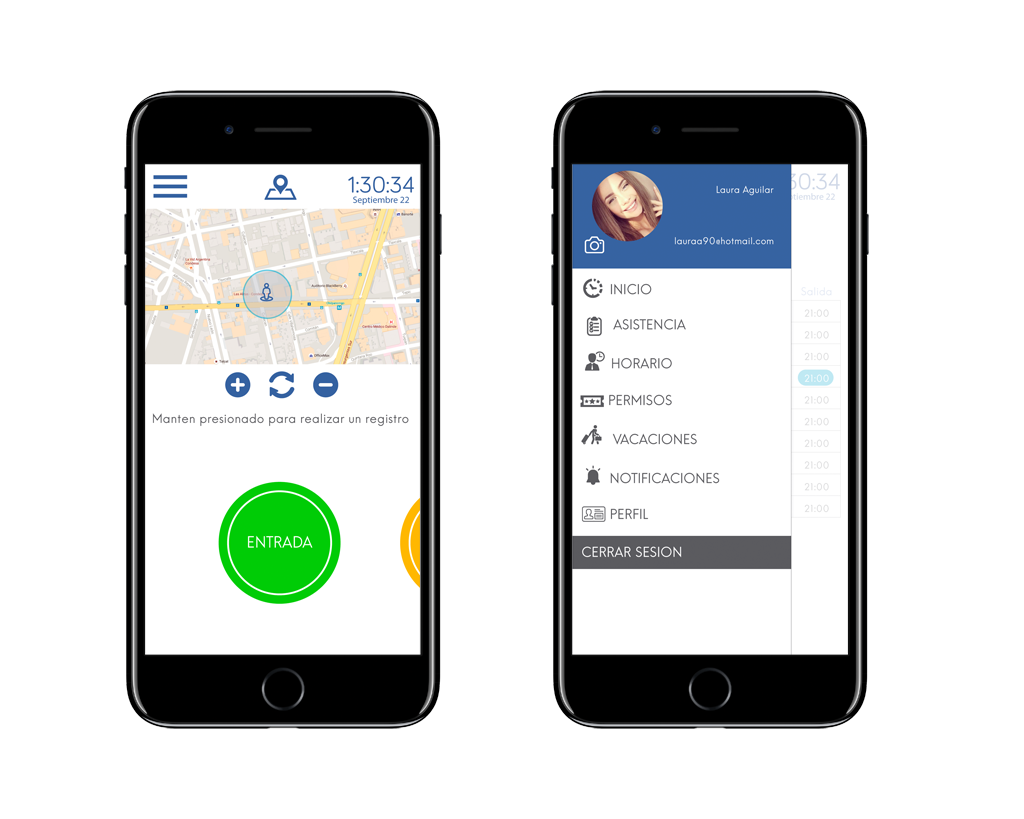 1:30:34
Septiembre 22
Manten presionado para realizar un registro
ENTRADA
Laura Aguilar
lauraa90@hotmail.com
30:34
tiembre 22
INICIO
ASISTENCIA
HORARIO
PERMISOS
VACACIONES
NOTIFICACIONES
PERFIL
CERRAR SESION
Salida
21:00
21:00
21:00
21:00
21:00
21:00
21:00
21:00
21:00
21:00